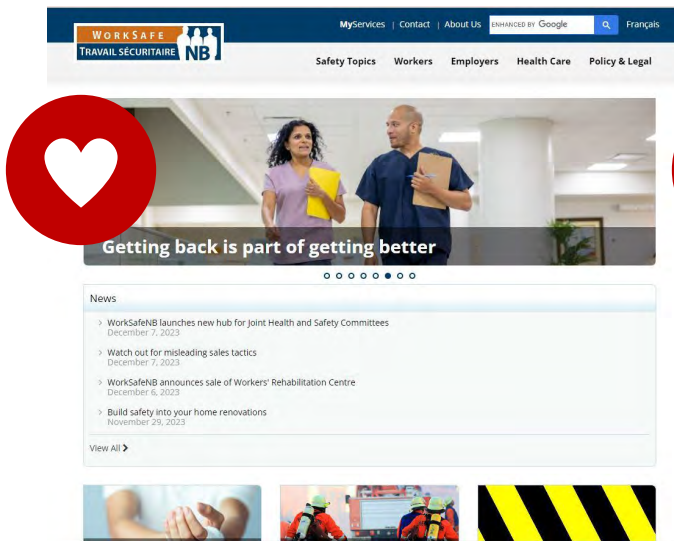 WORKSAFE
TRAVAIL SÉCURITAIRE NB
MyServices | Contact | About Us ENHANCED BY Google Français
Safety Topics Workers Employers Health Care Policy & Legal
Getting back is part of getting better
News
> WorkSafeNB launches new hub for Joint Health and Safety Committees
December 7, 2023
> Watch out for misleading sales tactics
December 7, 2023
> WorkSafeNB announces sale of Workers' Rehabilitation Centre
December 6, 2023
> Build safety into your home renovations
November 29, 2023
View All >